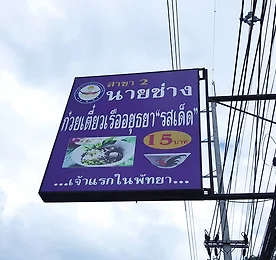 สาขา 2
นายช่าง
ก๋วยเตี๋ยวเรืออยุธยา"รสเด็ด"
15บาท
...เจ้าแรกในพัทยา...